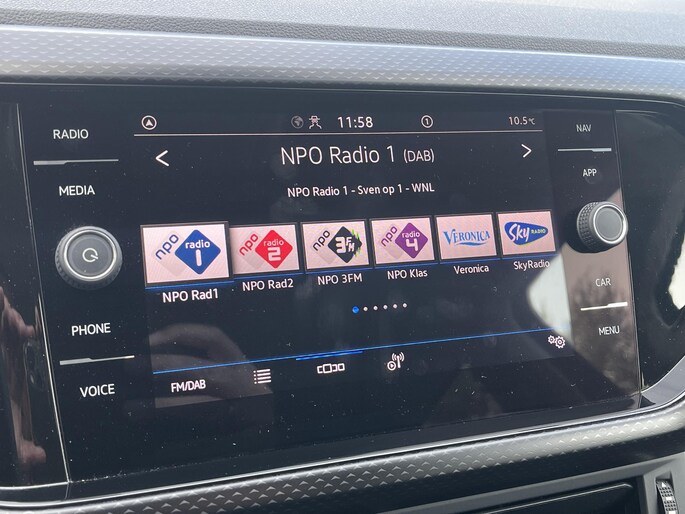 RADIO
MEDIA
PHONE
VOICE
11:58
1
10.5°C
NPO Radio 1 (DAB)
NPO Radio 1 - Sven op 1 - WNL
npo radio 1
npo radio 2
npo 3FM
npo radio 4
VERONICA
Sky RADIO
NPO Rad1
NPO Rad2
NPO 3FM
NPO Klas
Veronica
SkyRadio
FM/DAB
NAV
APP
CAR
MENU